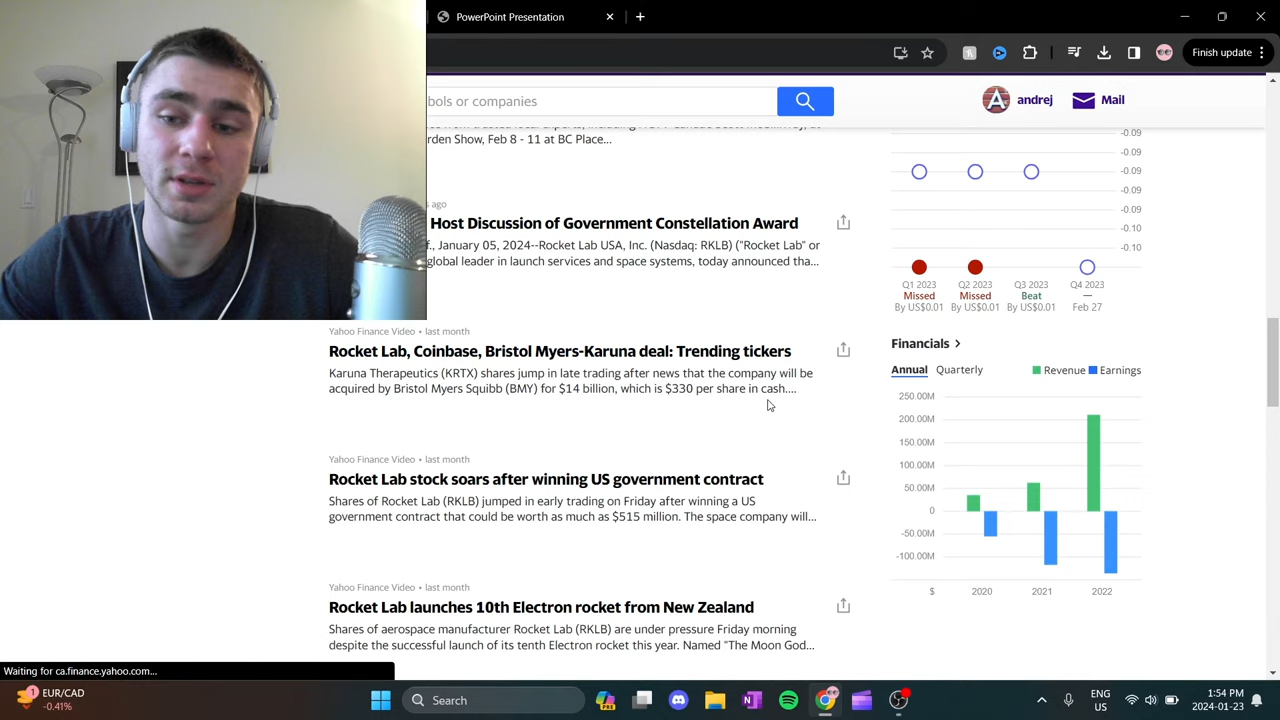 PowerPoint Presentation
Finish update
bols or companies
andrej
Mail
rden Show, Feb 8 - 11 at BC Place...
s ago
Host Discussion of Government Constellation Award
f., January 05, 2024--Rocket Lab USA, Inc. (Nasdaq: RKLB) ("Rocket Lab" or
global leader in launch services and space systems, today announced tha...
Yahoo Finance Video • last month
Rocket Lab, Coinbase, Bristol Myers-Karuna deal: Trending tickers
Karuna Therapeutics (KRTX) shares jump in late trading after news that the company will be
acquired by Bristol Myers Squibb (BMY) for $14 billion, which is $330 per share in cash....
Yahoo Finance Video • last month
Rocket Lab stock soars after winning US government contract
Shares of Rocket Lab (RKLB) jumped in early trading on Friday after winning a US
government contract that could be worth as much as $515 million. The space company will...
Yahoo Finance Video • last month
Rocket Lab launches 10th Electron rocket from New Zealand
Shares of aerospace manufacturer Rocket Lab (RKLB) are under pressure Friday morning
despite the successful launch of its tenth Electron rocket this year. Named "The Moon God...
-0.09
-0.09
-0.09
-0.09
-0.09
-0.10
-0.10
Q1 2023 Q2 2023 Q3 2023 Q4 2023
Missed Missed Beat —
By US$0.01 By US$0.01 By US$0.01 Feb 27
Financials
Annual Quarterly Revenue Earnings
250.00M
200.00M
150.00M
100.00M
50.00M
0
-50.00M
-100.00M
$ 2020 2021 2022
Waiting for ca.finance.yahoo.com...
1
EUR/CAD
-0.41%
Search
ENG
US
1:54 PM
2024-01-23